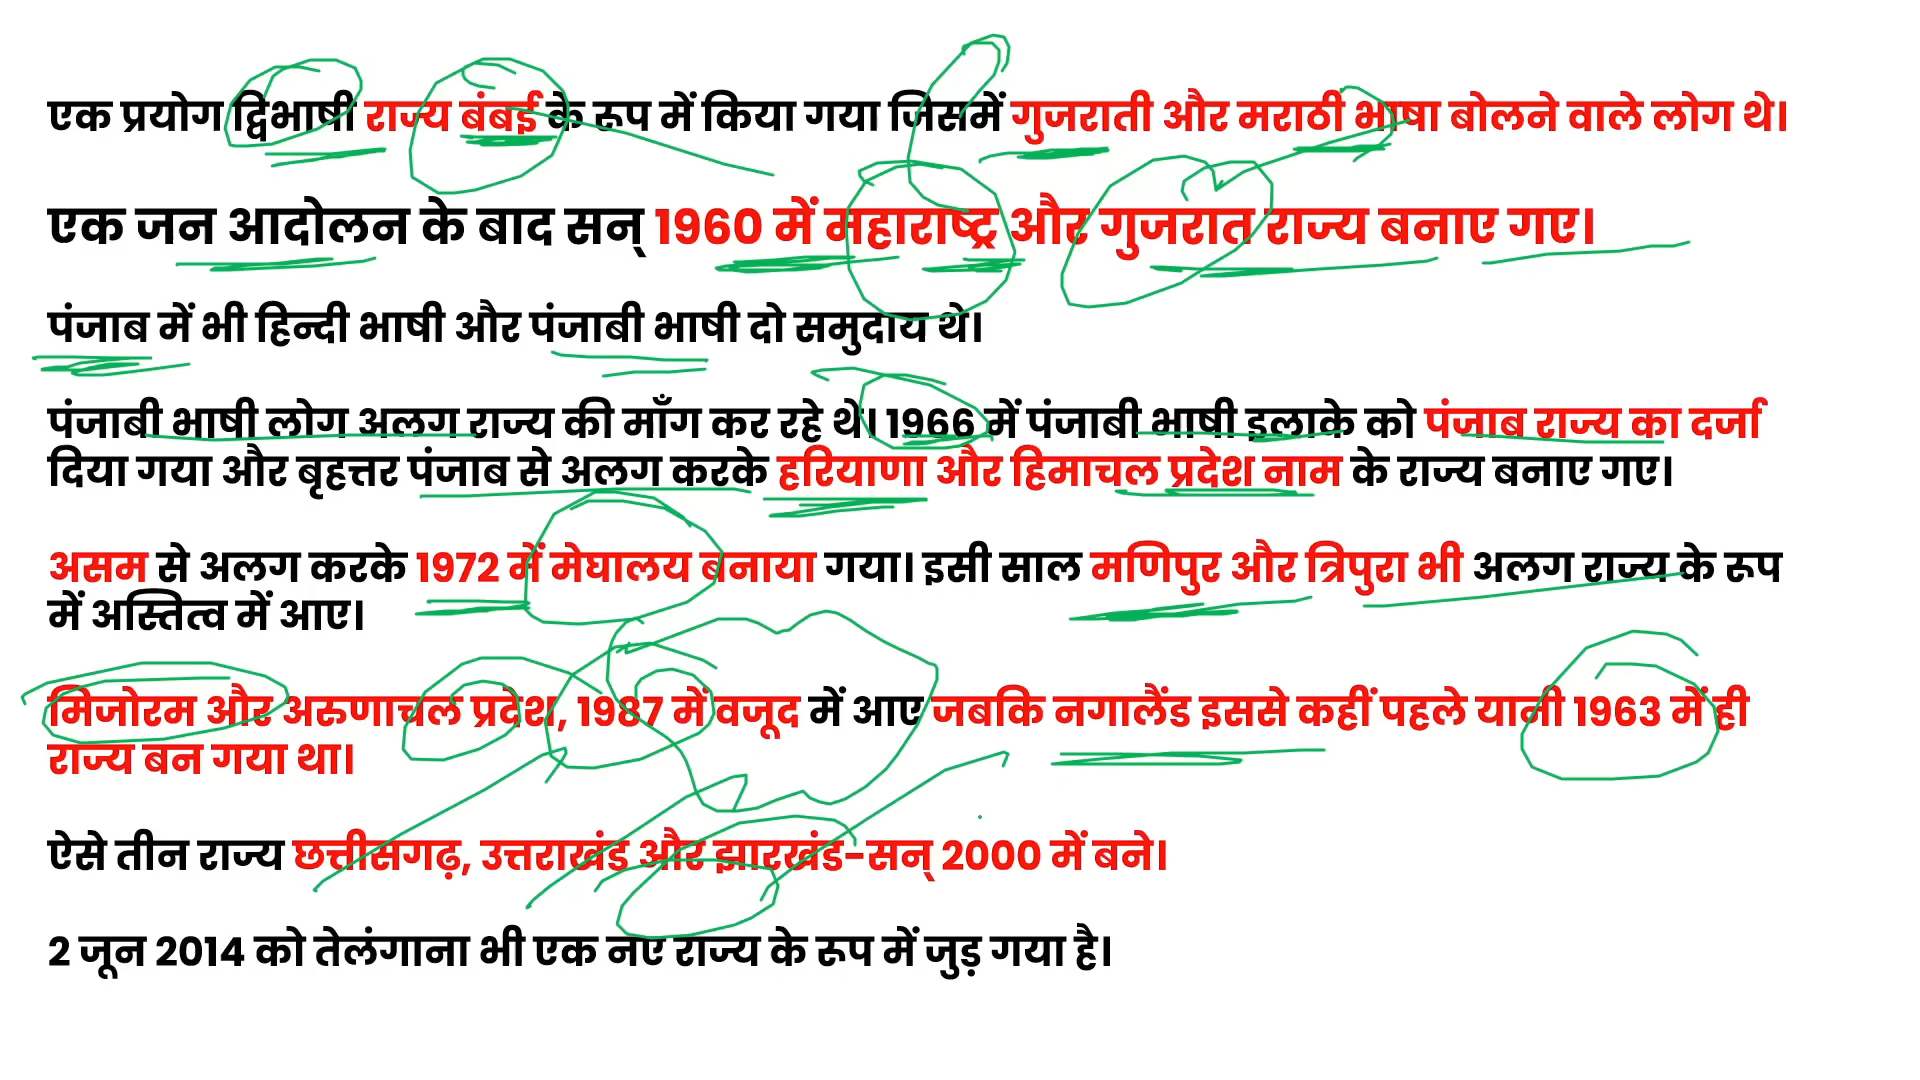 एक प्रयोग द्विभाषी राज्य बंबई के रूप में किया गया जिसमें गुजराती और मराठी भाषा बोलने वाले लोग थे।
एक जन आदोलन के बाद सन् 1960 में महाराष्ट्र और गुजरात राज्य बनाए गए।
पंजाब में भी हिन्दी भाषी और पंजाबी भाषी दो समुदाय थे।
पंजाबी भाषी लोग अलग राज्य की माँग कर रहे थे। 1966 में पंजाबी भाषी इलाके को पंजाब राज्य का दर्जा
दिया गया और बृहत्तर पंजाब से अलग करके हरियाणा और हिमाचल प्रदेश नाम के राज्य बनाए गए।
असम से अलग करके 1972 में मेघालय बनाया गया। इसी साल मणिपुर और त्रिपुरा भी अलग राज्य के रूप
में अस्तित्व में आए।
मिजोरम और अरुणाचल प्रदेश, 1987 में वजूद में आए जबकि नगालैंड इससे कहीं पहले यानी 1963 में ही
राज्य बन गया था।
ऐसे तीन राज्य छत्तीसगढ़, उत्तराखंड और झारखंड-सन् 2000 में बने।
2 जून 2014 को तेलंगाना भी एक नए राज्य के रूप में जुड़ गया है।